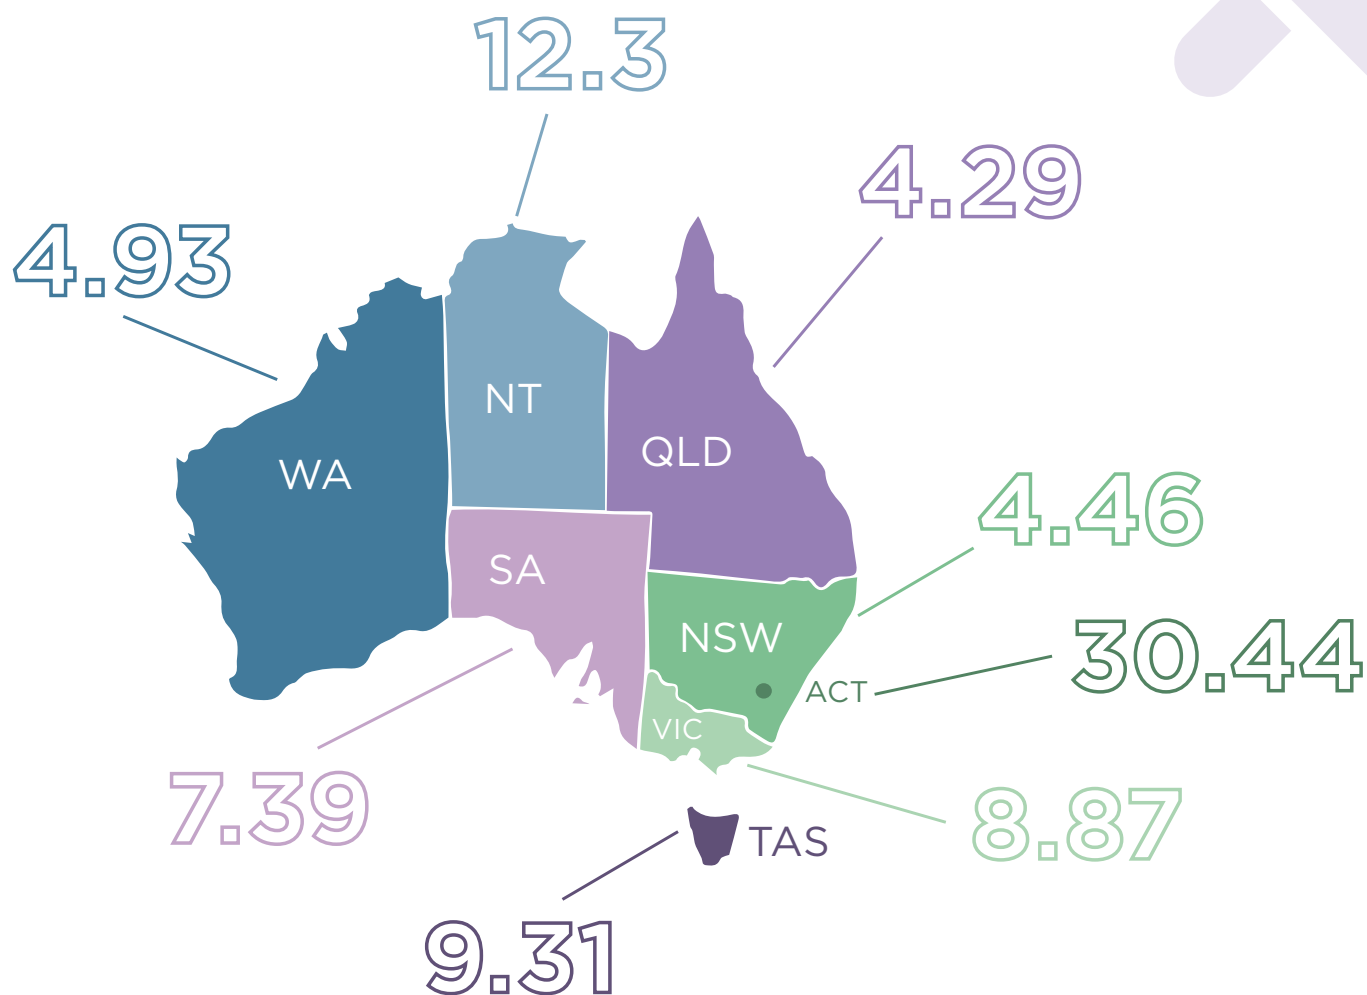 12.3
4.29
4.93
NT
QLD
WA
4.46
SA
NSW
30.44
ACT
VIC
7.39
8.87
TAS
9.31